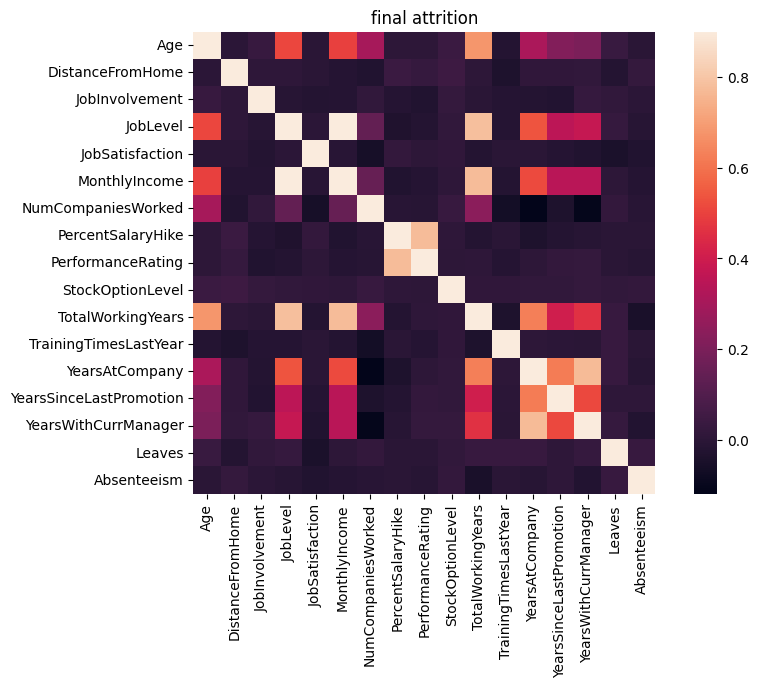 final attrition
Age
DistanceFromHome
JobInvolvement
JobLevel
JobSatisfaction
MonthlyIncome
NumCompaniesWorked
PercentSalaryHike
PerformanceRating
StockOptionLevel
TotalWorkingYears
TrainingTimesLastYear
YearsAtCompany
YearsSinceLastPromotion
YearsWithCurrManager
Leaves
Absenteeism
Age
DistanceFromHome
JobInvolvement
JobLevel
JobSatisfaction
MonthlyIncome
NumCompaniesWorked
PercentSalaryHike
PerformanceRating
StockOptionLevel
TotalWorkingYears
TrainingTimesLastYear
YearsAtCompany
YearsSinceLastPromotion
YearsWithCurrManager
Leaves
Absenteeism
0.8
0.6
0.4
0.2
0.0